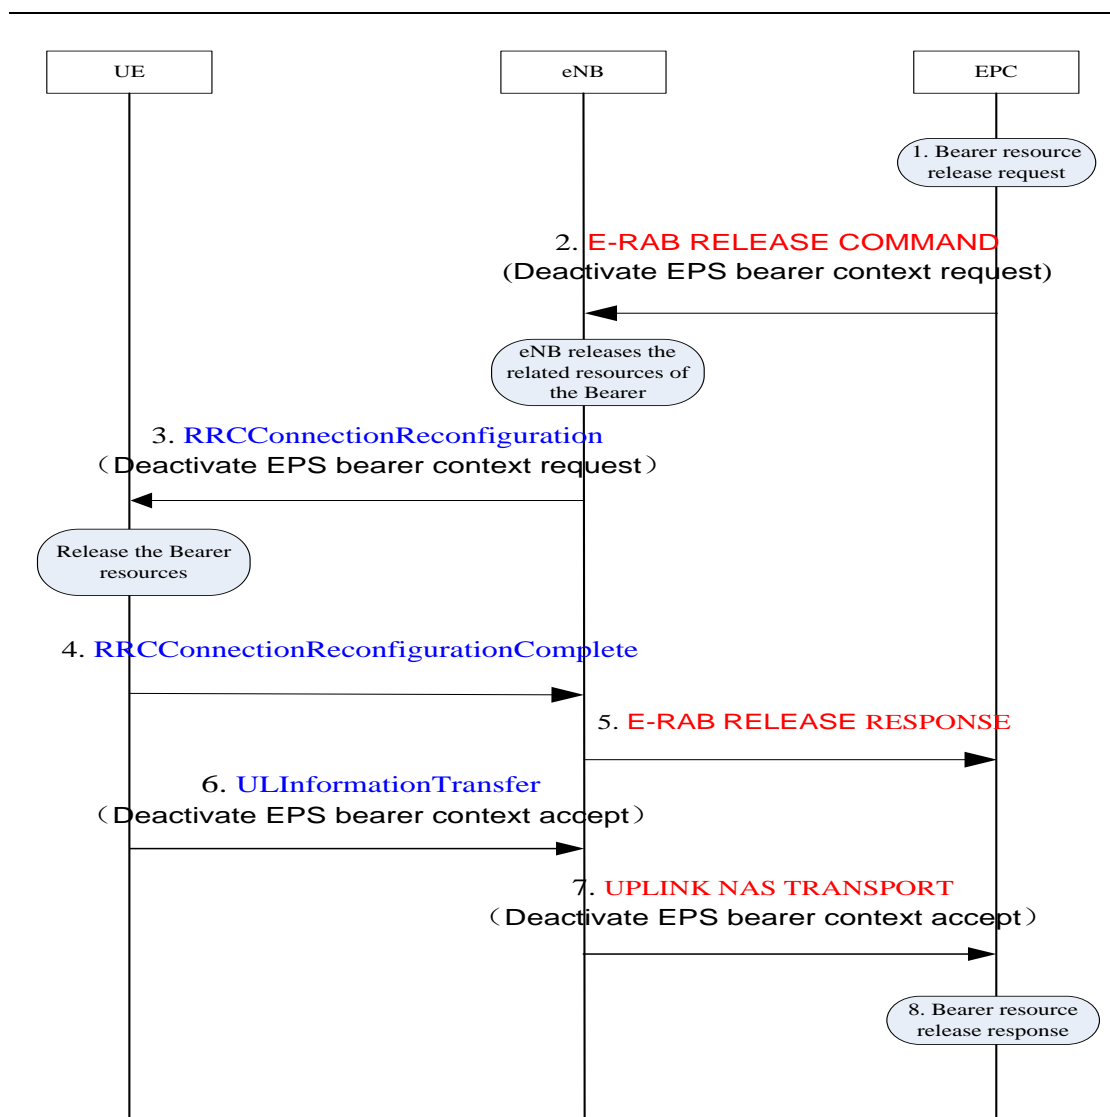 UE
eNB
EPC
1. Bearer resource
release request
2. E-RAB RELEASE COMMAND
(Deactivate EPS bearer context request)
eNB releases the
related resources of
the Bearer
3. RRCConnectionReconfiguration
（Deactivate EPS bearer context request）
Release the Bearer
resources
4. RRCConnectionReconfigurationComplete
5. E-RAB RELEASE RESPONSE
6. ULInformationTransfer
（Deactivate EPS bearer context accept）
7. UPLINK NAS TRANSPORT
（Deactivate EPS bearer context accept）
8. Bearer resource
release response